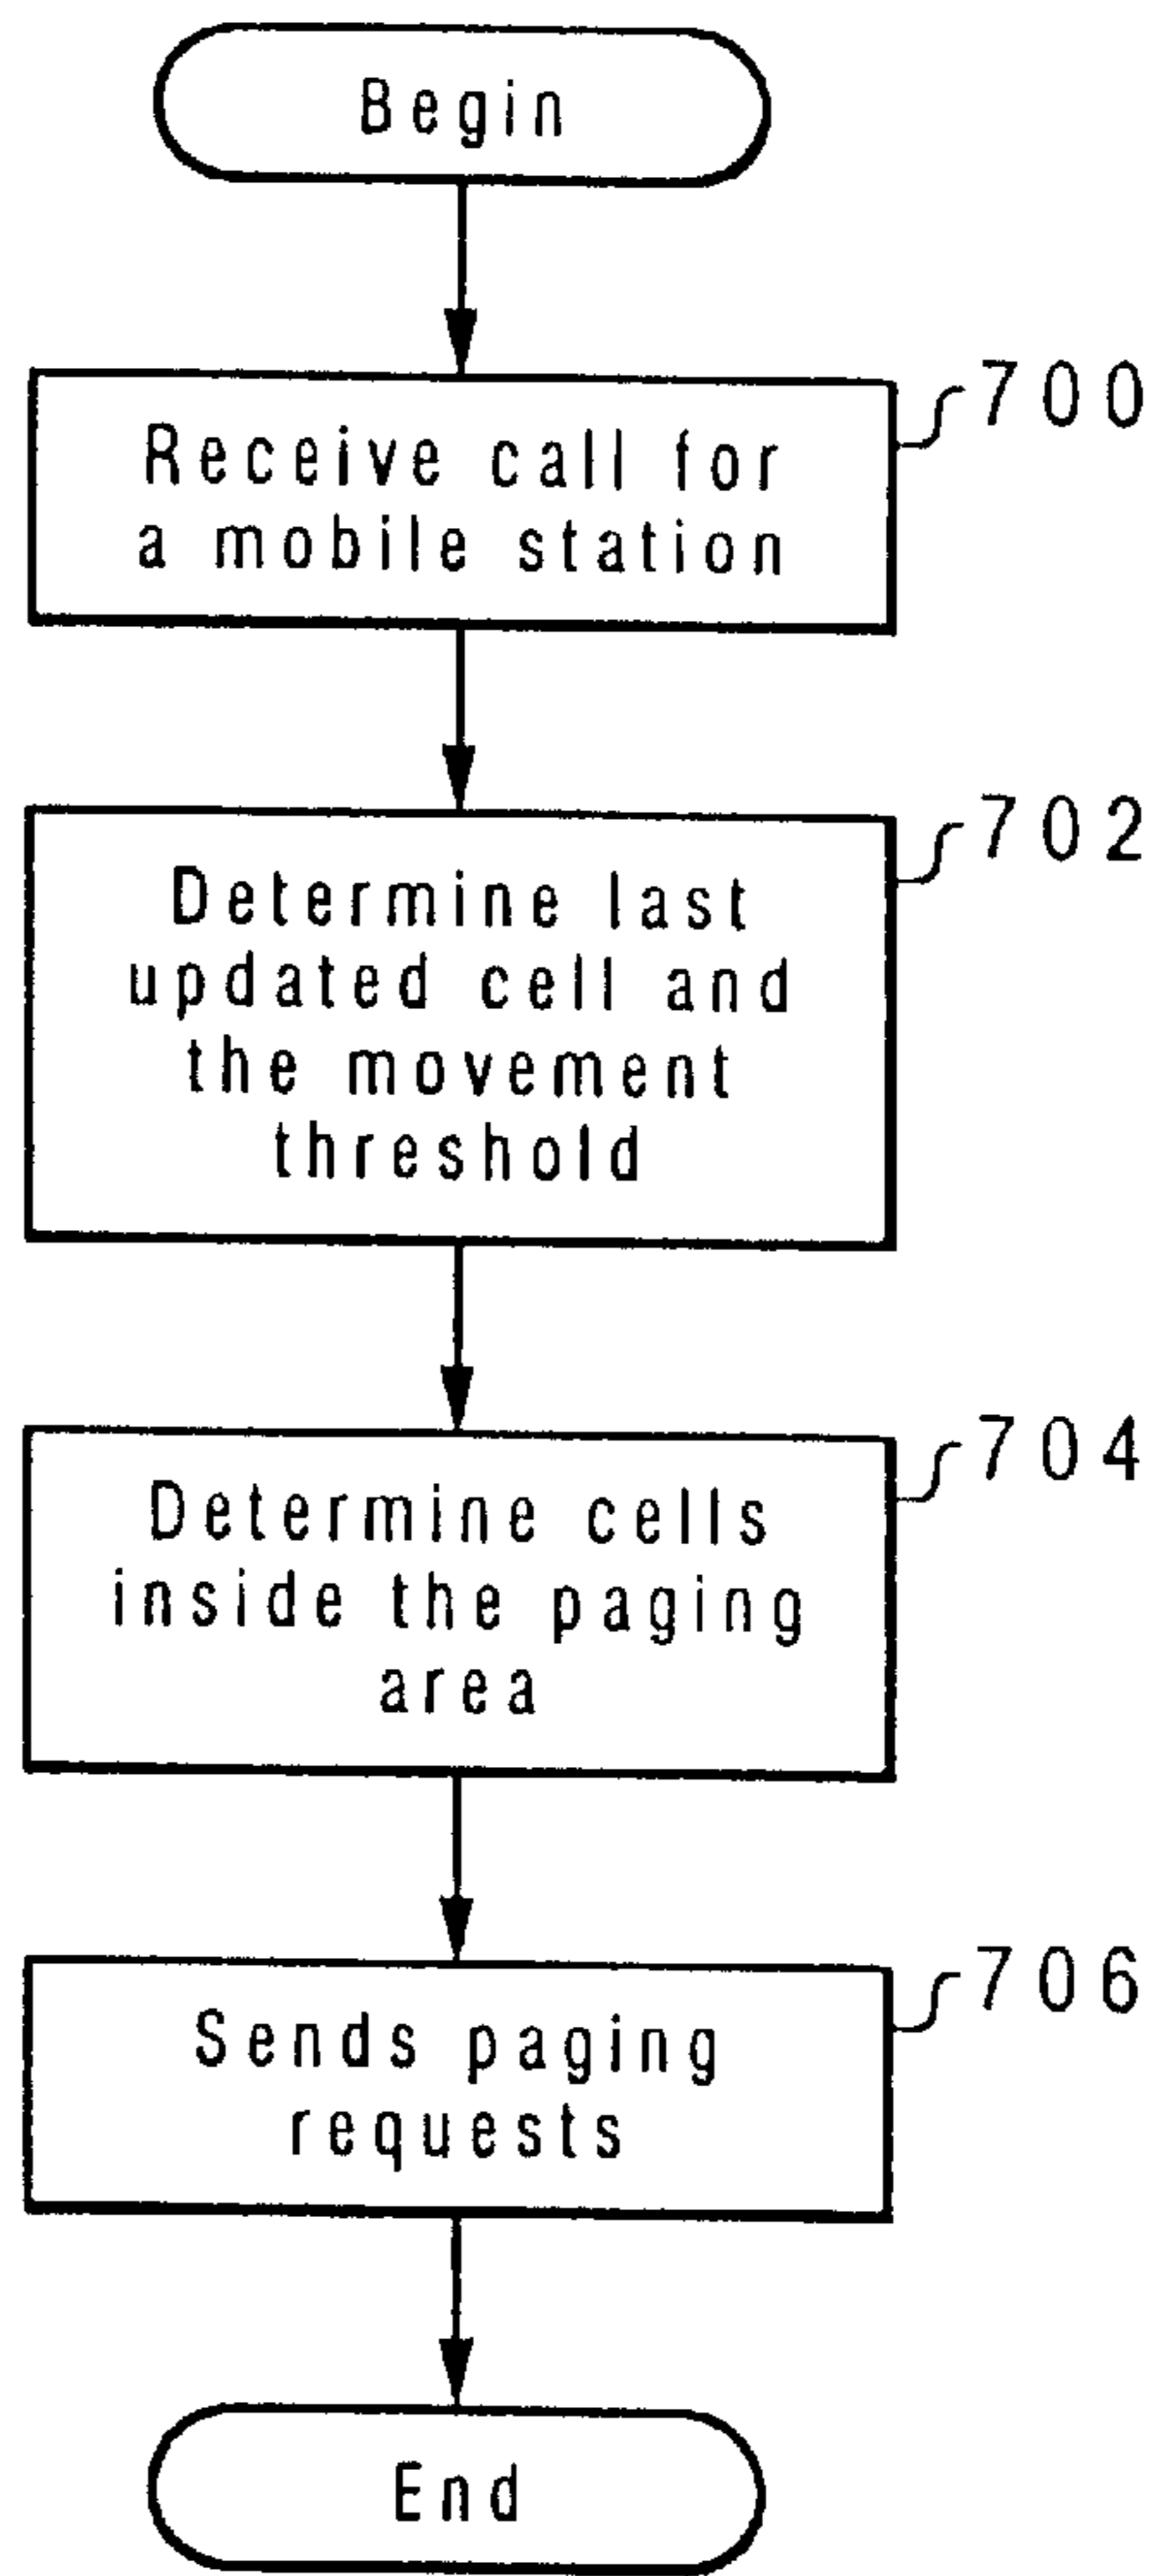 Begin
700
Receive call for
a mobile station
702
Determine last
updated cell and
the movement
threshold
704
Determine cells
inside the paging
area
706
Sends paging
requests
End